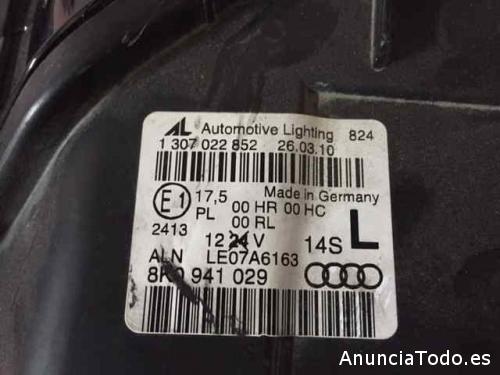 AL Automotive Lighting 824
1 307 022 852 26.03.10
E1 17,5 Made in Germany
PL 00 HR 00 HC
00 RL
2413 12 24 V 14S L
ALN LE07A6163
8R0 941 029
AnunciaTodo.es